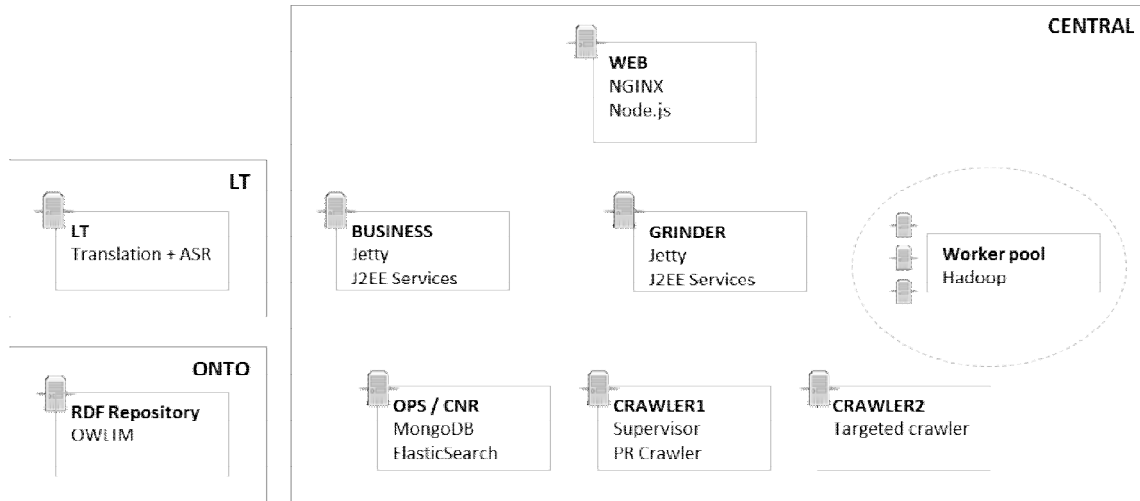 CENTRAL
WEB
NGINX
Node.js
LT
LT
Translation + ASR
BUSINESS
Jetty
J2EE Services
GRINDER
Jetty
J2EE Services
Worker pool
Hadoop
ONTO
RDF Repository
OWLIM
OPS / CNR
MongoDB
ElasticSearch
CRAWLER1
Supervisor
PR Crawler
CRAWLER2
Targeted crawler